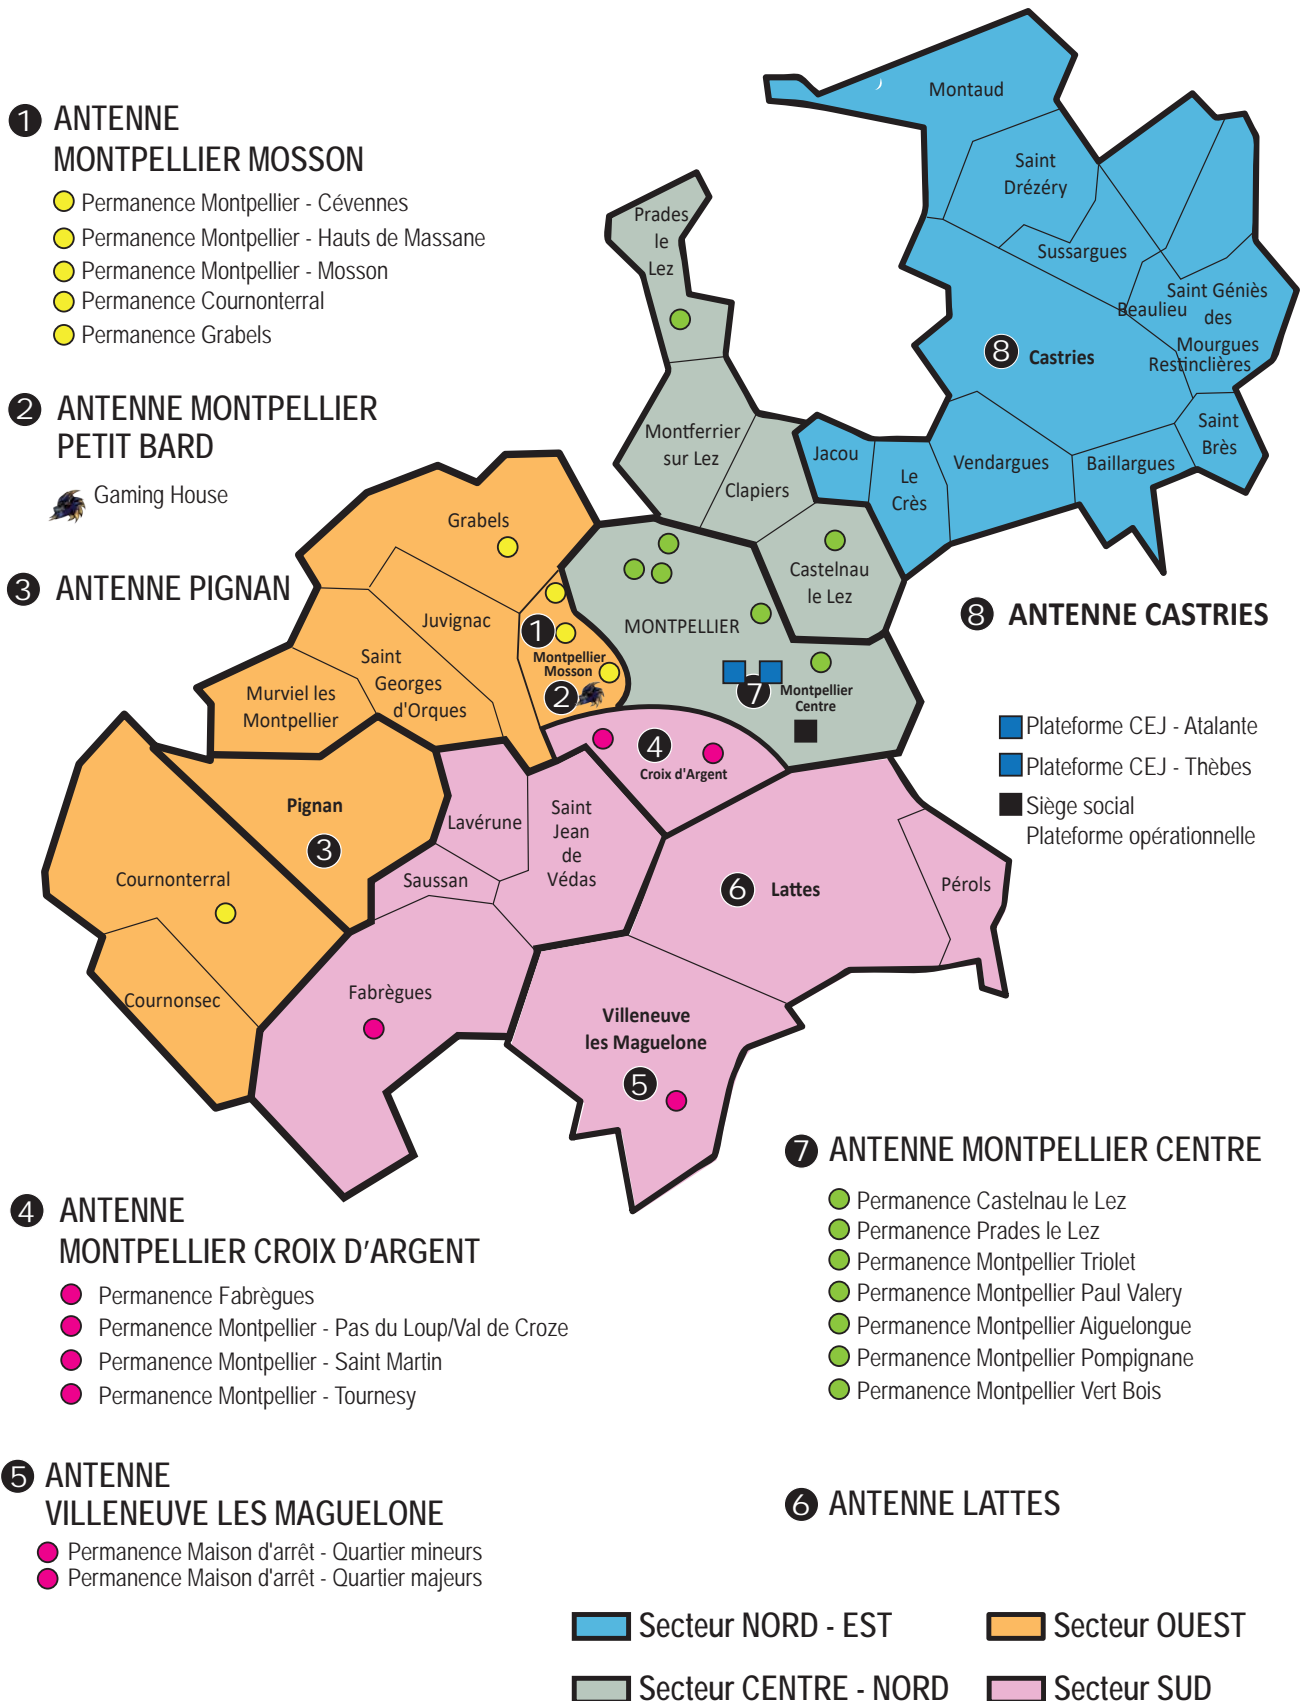 1 ANTENNE
MONTPELLIER MOSSON
Permanence Montpellier - Cévennes
Permanence Montpellier - Hauts de Massane
Permanence Montpellier - Mosson
Permanence Cournonterral
Permanence Grabels
2 ANTENNE MONTPELLIER
PETIT BARD
Gaming House
3 ANTENNE PIGNAN
Montaud
Saint
Drézéry
Sussargues
Beaulieu
Saint Géniès
des
Mourgues
Restinclières
8 Castries
Saint
Brès
Baillargues
Vendargues
Le
Crès
Jacou
Prades
le
Lez
Montferrier
sur Lez
Clapiers
Castelnau
le Lez
MONTPELLIER
7 Montpellier
Centre
Grabels
Juvignac
Saint
Georges
d'Orques
Murviel les
Montpellier
1
Montpellier
Mosson
2
4
Croix d'Argent
Pignan
3
Lavérune
Saussan
Saint
Jean
de
Védas
Cournonterral
Cournonsec
Fabrègues
6 Lattes
Pérols
Villeneuve
les Maguelone
5
8 ANTENNE CASTRIES
Plateforme CEJ - Atalante
Plateforme CEJ - Thèbes
Siège social
Plateforme opérationnelle
4 ANTENNE
MONTPELLIER CROIX D'ARGENT
Permanence Fabrègues
Permanence Montpellier - Pas du Loup/Val de Croze
Permanence Montpellier - Saint Martin
Permanence Montpellier - Tournesy
5 ANTENNE
VILLENEUVE LES MAGUELONE
Permanence Maison d'arrêt - Quartier mineurs
Permanence Maison d'arrêt - Quartier majeurs
7 ANTENNE MONTPELLIER CENTRE
Permanence Castelnau le Lez
Permanence Prades le Lez
Permanence Montpellier Triolet
Permanence Montpellier Paul Valery
Permanence Montpellier Aiguelongue
Permanence Montpellier Pompignane
Permanence Montpellier Vert Bois
6 ANTENNE LATTES
Secteur NORD - EST
Secteur OUEST
Secteur CENTRE - NORD
Secteur SUD